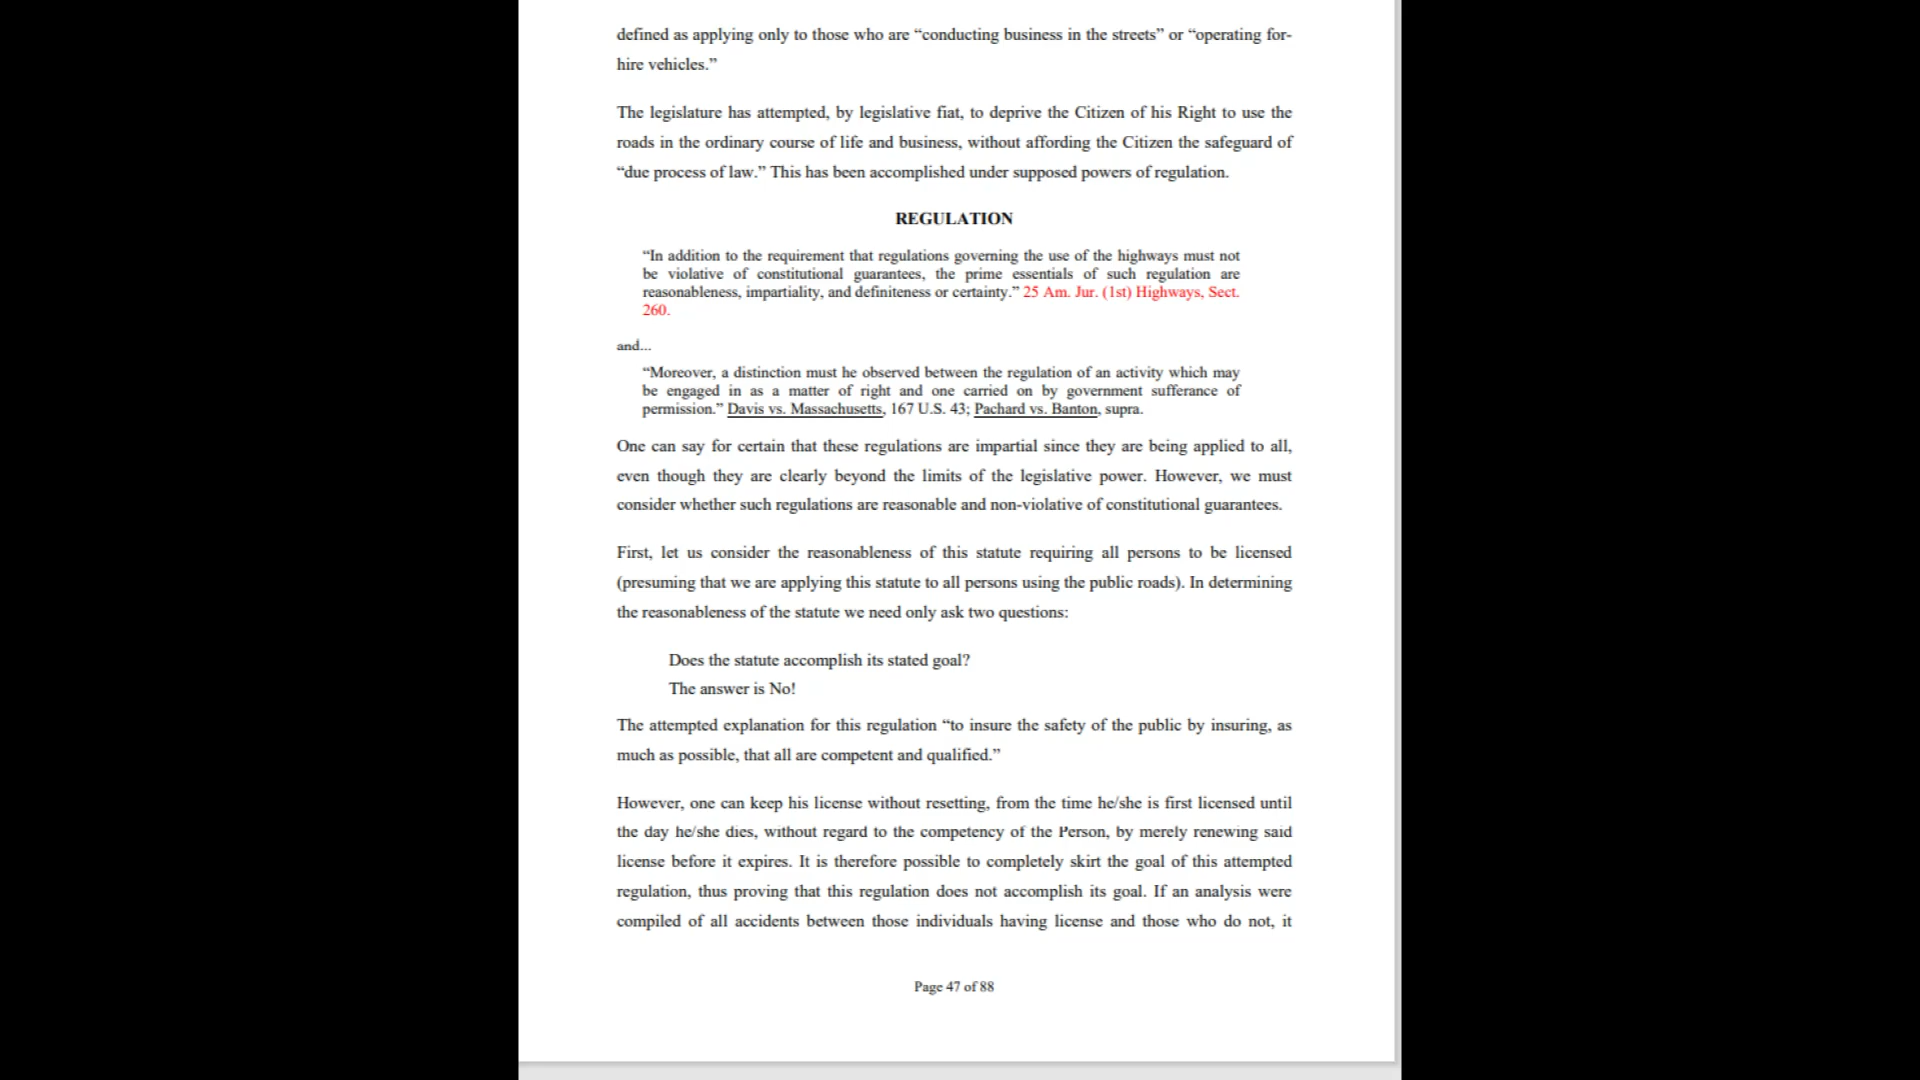 defined as applying only to those who are “conducting business in the streets” or “operating for-
hire vehicles.”
The legislature has attempted, by legislative fiat, to deprive the Citizen of his Right to use the
roads in the ordinary course of life and business, without affording the Citizen the safeguard of
“due process of law.” This has been accomplished under supposed powers of regulation.
REGULATION
“In addition to the requirement that regulations governing the use of the highways must not
be violative of constitutional guarantees, the prime essentials of such regulation are
reasonableness, impartiality, and definiteness or certainty.” 25 Am. Jur. (1st) Highways, Sect.
260.
and...
“Moreover, a distinction must he observed between the regulation of an activity which may
be engaged in as a matter of right and one carried on by government sufferance of
permission.” Davis vs. Massachusetts, 167 U.S. 43; Pachard vs. Banton, supra.
One can say for certain that these regulations are impartial since they are being applied to all,
even though they are clearly beyond the limits of the legislative power. However, we must
consider whether such regulations are reasonable and non-violative of constitutional guarantees.
First, let us consider the reasonableness of this statute requiring all persons to be licensed
(presuming that we are applying this statute to all persons using the public roads). In determining
the reasonableness of the statute we need only ask two questions:
Does the statute accomplish its stated goal?
The answer is No!
The attempted explanation for this regulation “to insure the safety of the public by insuring, as
much as possible, that all are competent and qualified.”
However, one can keep his license without resetting, from the time he/she is first licensed until
the day he/she dies, without regard to the competency of the Person, by merely renewing said
license before it expires. It is therefore possible to completely skirt the goal of this attempted
regulation, thus proving that this regulation does not accomplish its goal. If an analysis were
compiled of all accidents between those individuals having license and those who do not, it
Page 47 of 88